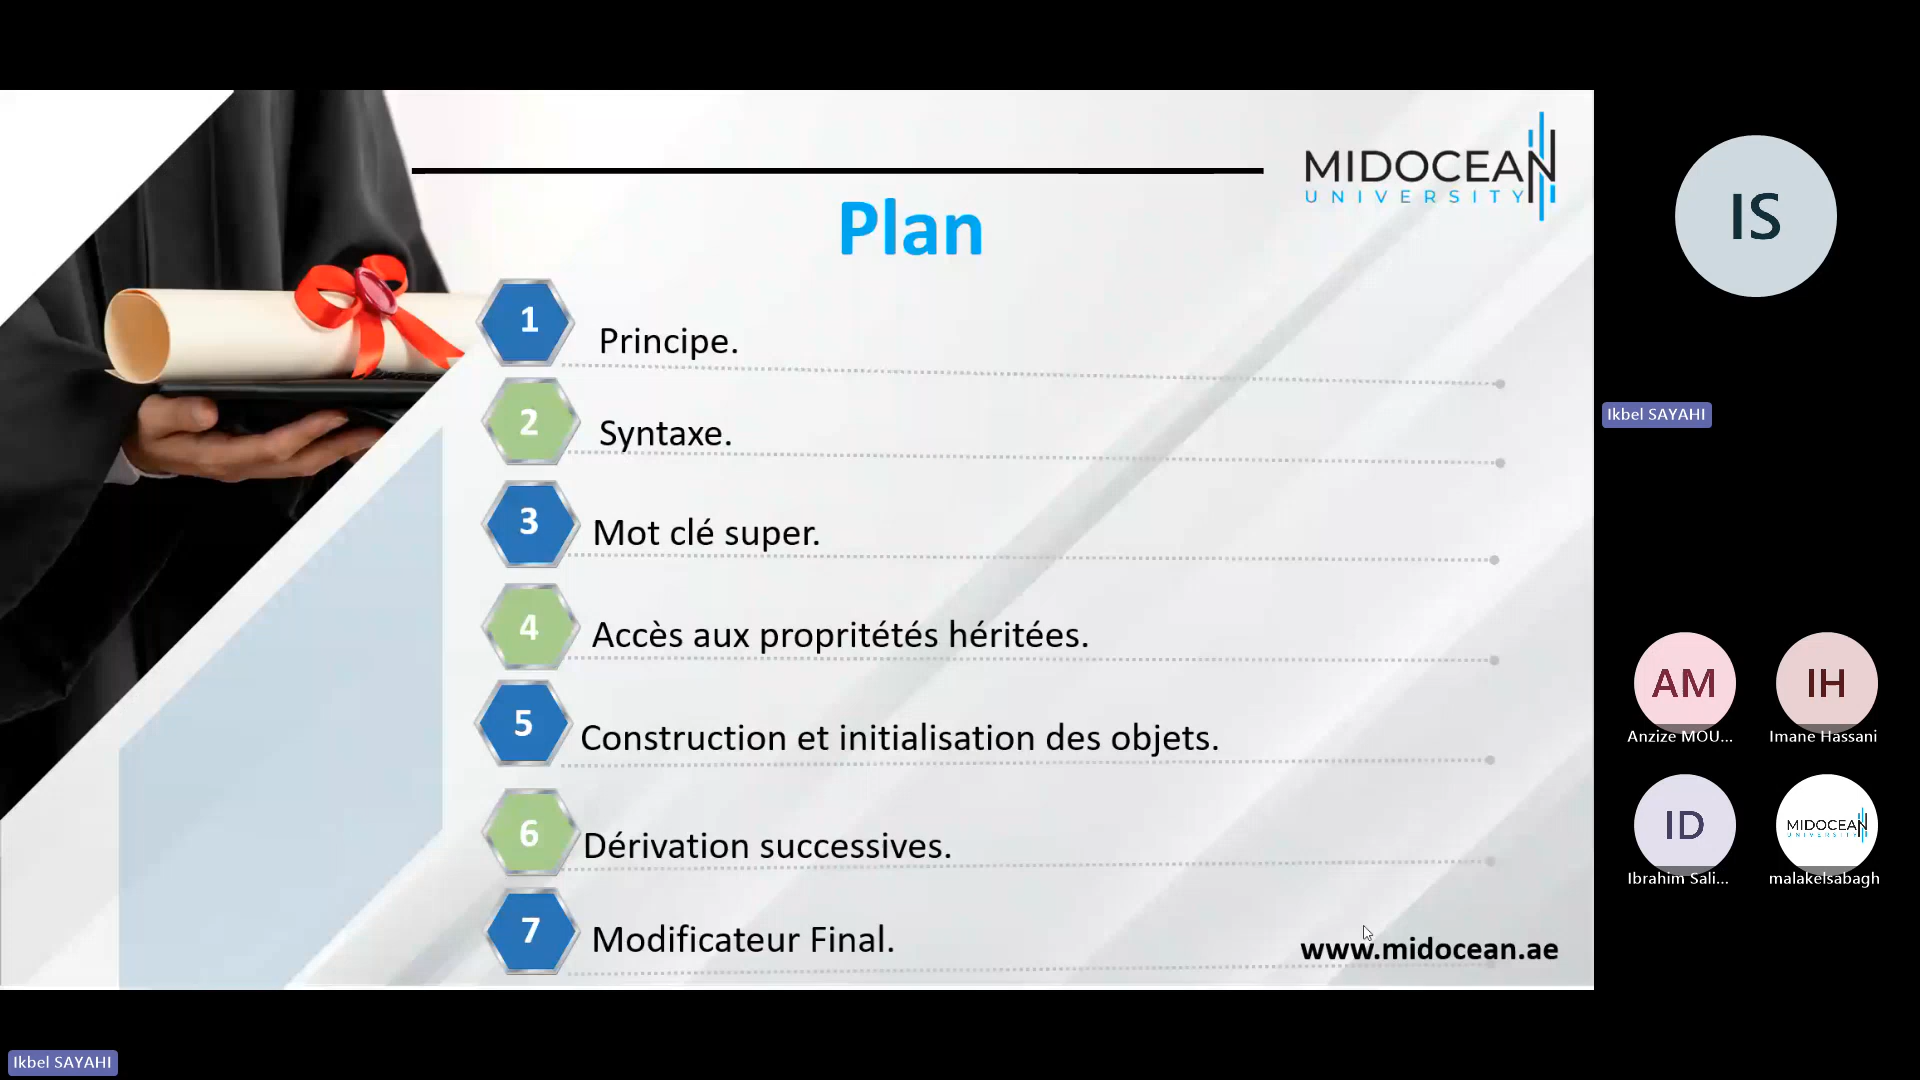 MIDOCEAN
UNIVERSITY
Plan
1
Principe.
2
Syntaxe.
3
Mot clé super.
4
Accès aux propritétés héritées.
5
Construction et initialisation des objets.
6
Dérivation successives.
7
Modificateur Final.
www.midocean.ae
IS
Ikbel SAYAHI
AM
Anzize MOU...
IH
Imane Hassani
ID
Ibrahim Sali...
MIDOCEAN
UNIVERSITY
malakelsabagh
Ikbel SAYAHI